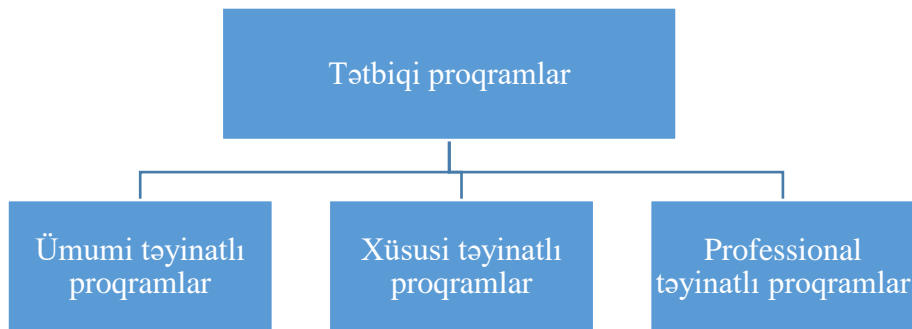 Tətbiqi proqramlar
Ümumi təyinatlı
proqramlar
Xüsusi təyinatlı
proqramlar
Professional
təyinatlı proqramlar